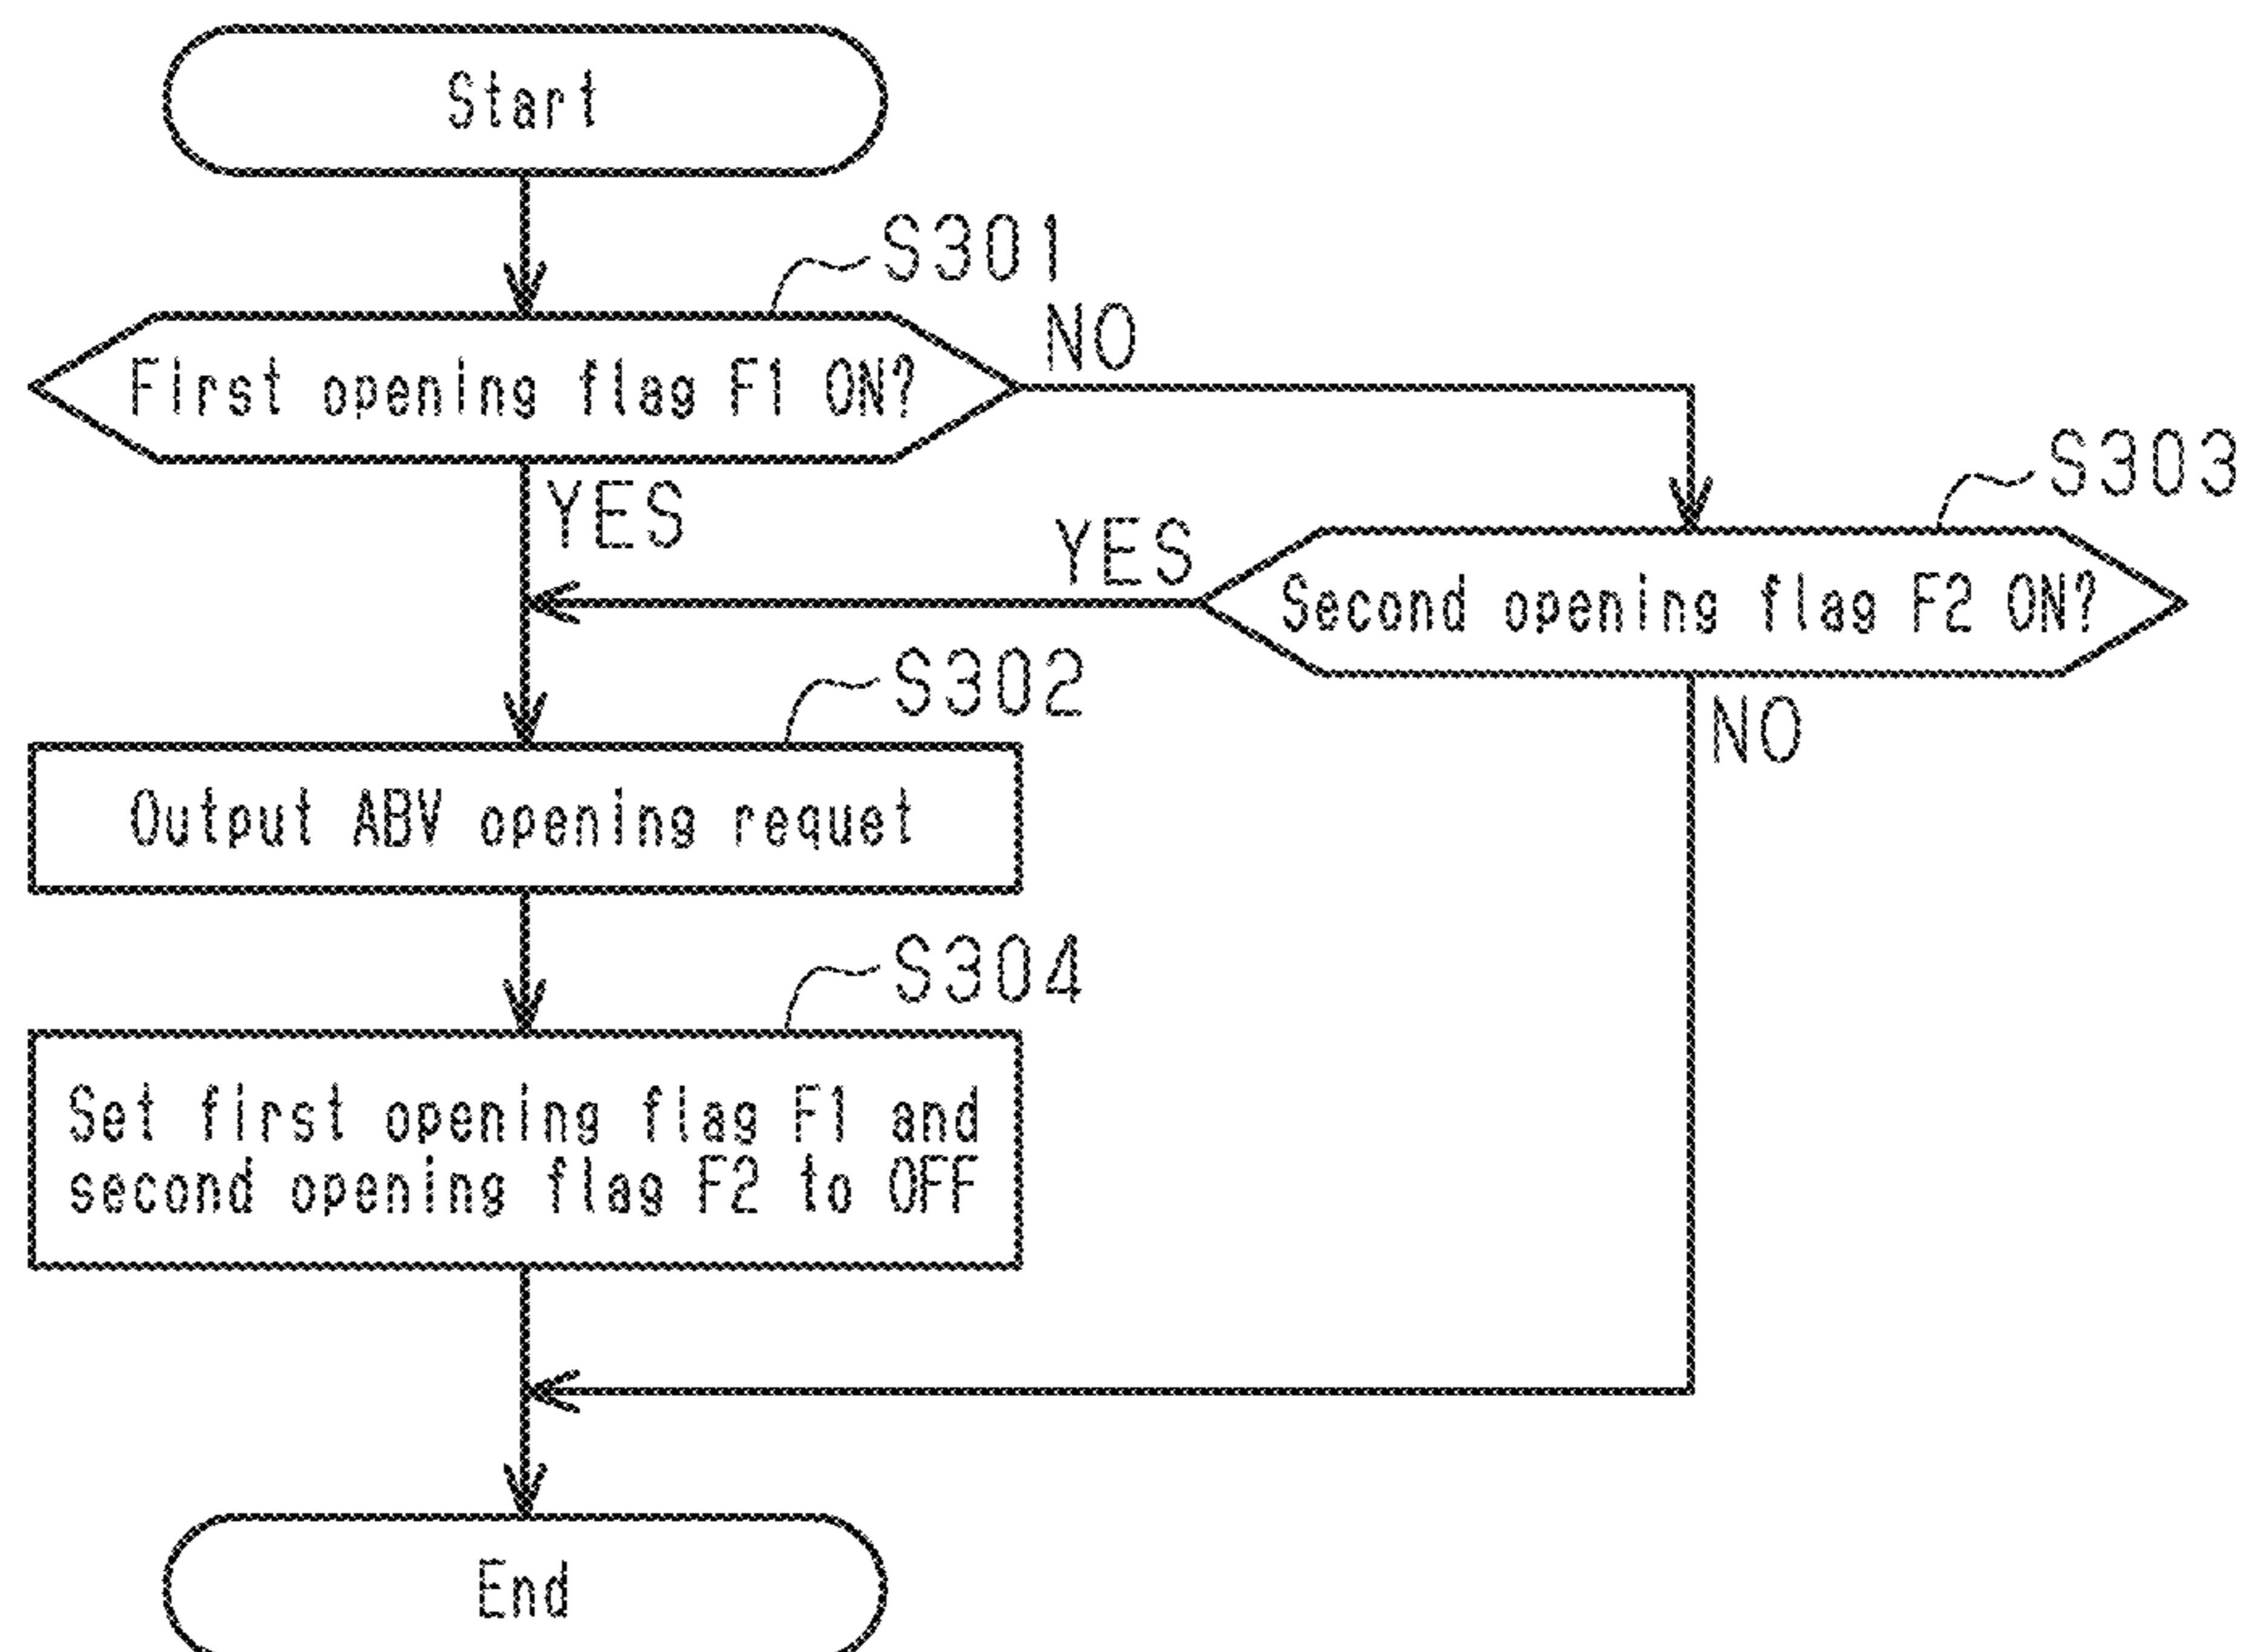 Start
S301
First opening flag F1 ON?
NO
YES
S303
YES
Second opening flag F2 ON?
NO
S302
Output ABV opening requet
S304
Set first opening flag F1 and
second opening flag F2 to OFF
End